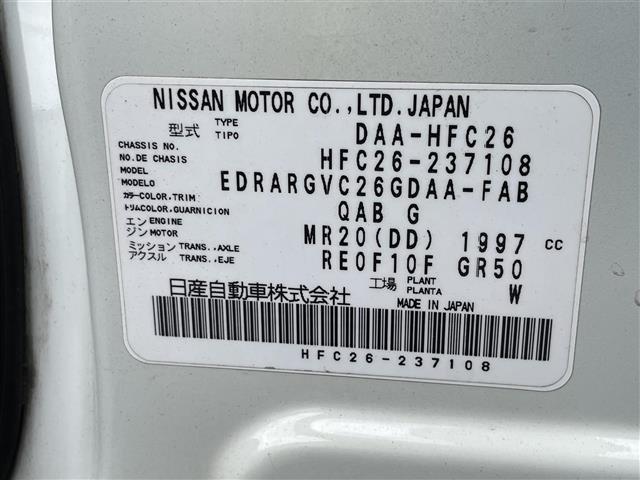 NISSAN MOTOR CO.,LTD.JAPAN
型式 TYPE TIPO DAA-HFC26
CHASSIS NO. NO.DE CHASIS HFC26-237108
MODEL MODELO EDRARGVC26GDAA-FAB
カラーCOLOR,TRIM トリムCOLOR,GUARNICION QAB G
エンジン ENGINE MOTOR MR20(DD) 1997 cc
ミッション TRANS.,AXLE アクスル TRANS.,EJE RE0F10F GR50
工場 PLANT PLANTA W
日産自動車株式会社 MADE IN JAPAN
HFC26-237108